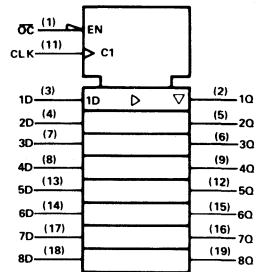 OC (1) EN
CLK (11) C1
1D (3) 1D (2) 1Q
2D (4) (5) 2Q
3D (7) (6) 3Q
4D (8) (9) 4Q
5D (13) (12) 5Q
6D (14) (15) 6Q
7D (17) (16) 7Q
8D (18) (19) 8Q